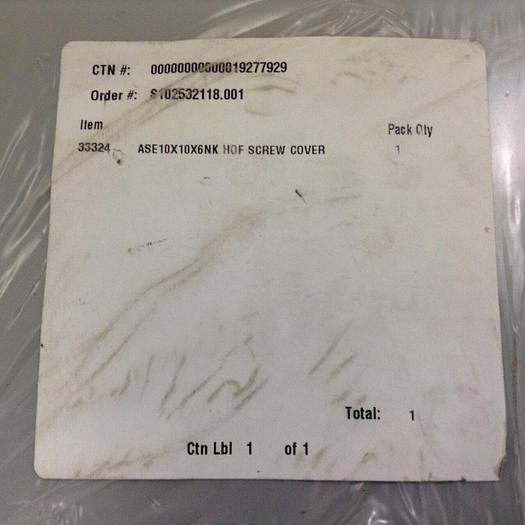 CTN #: 00000000000019277929
Order #: S102532118.001
Item Pack Qty
33324 ASE10X10X6NK HOF SCREW COVER 1
Total: 1
Ctn Lbl 1 of 1